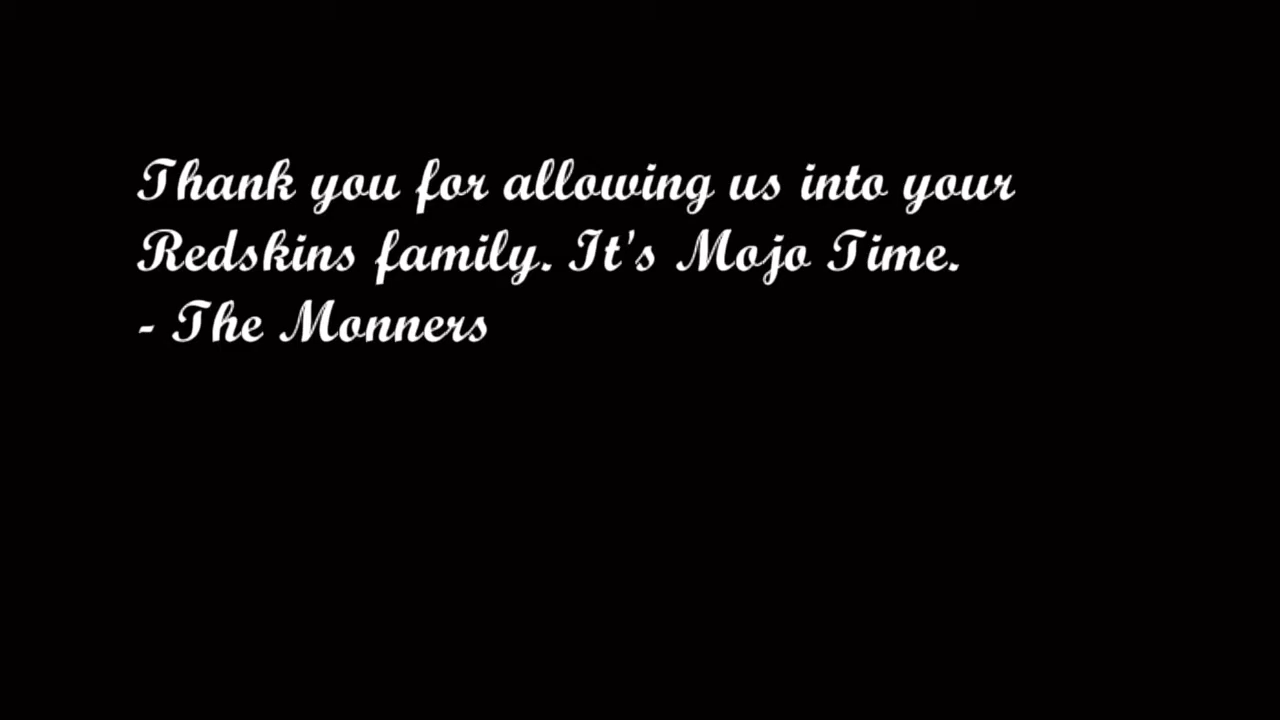 Thank you for allowing us into your
Redskins family. It's Mojo Time.
- The Monners